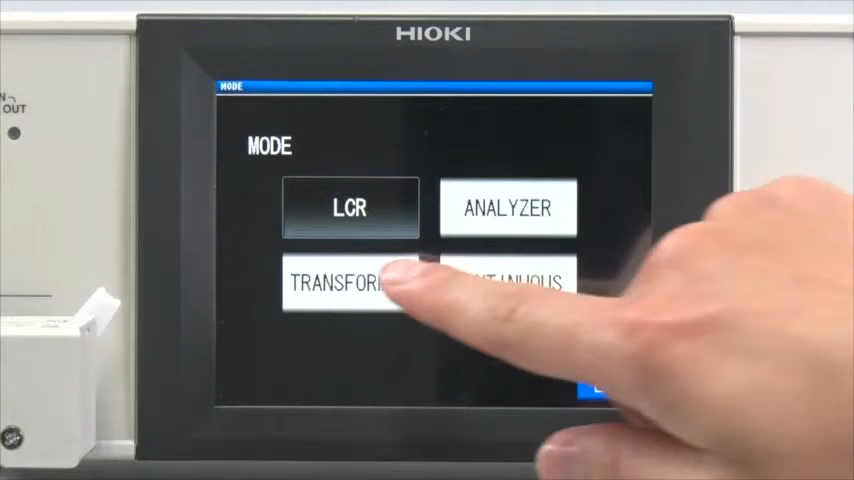 HIOKI
MODE
OUT
MODE
LCR
ANALYZER